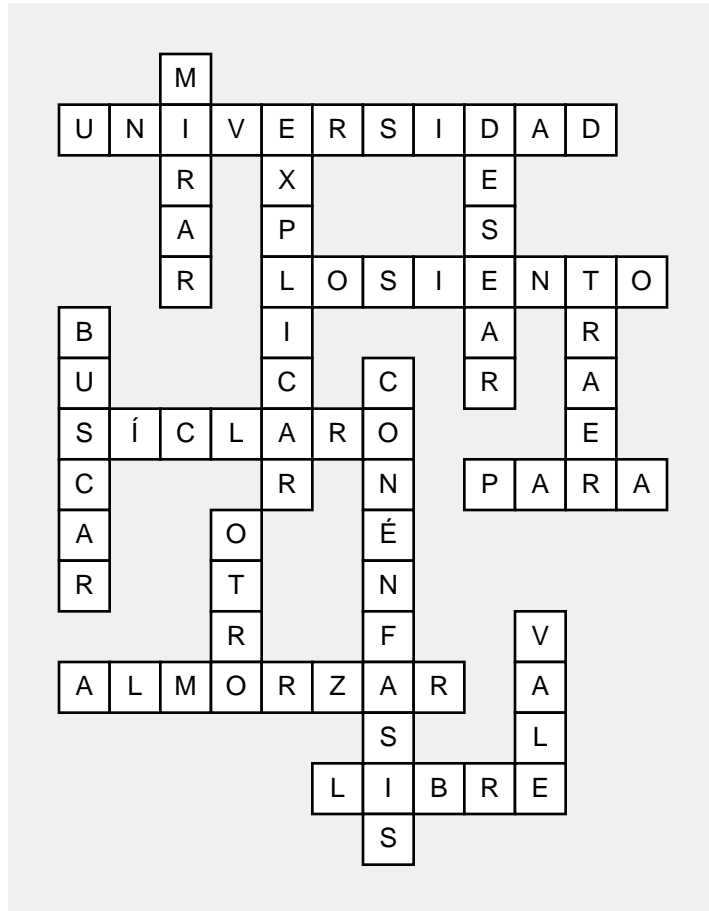 M
UNIVERSIDAD
R X E
A P S
R LOSIENTO
B I A R
U C C R A
SÍCLARO E
C R N PARA
A O É
R T N
R F V
ALMORZAR A
S L
LIBRE
S